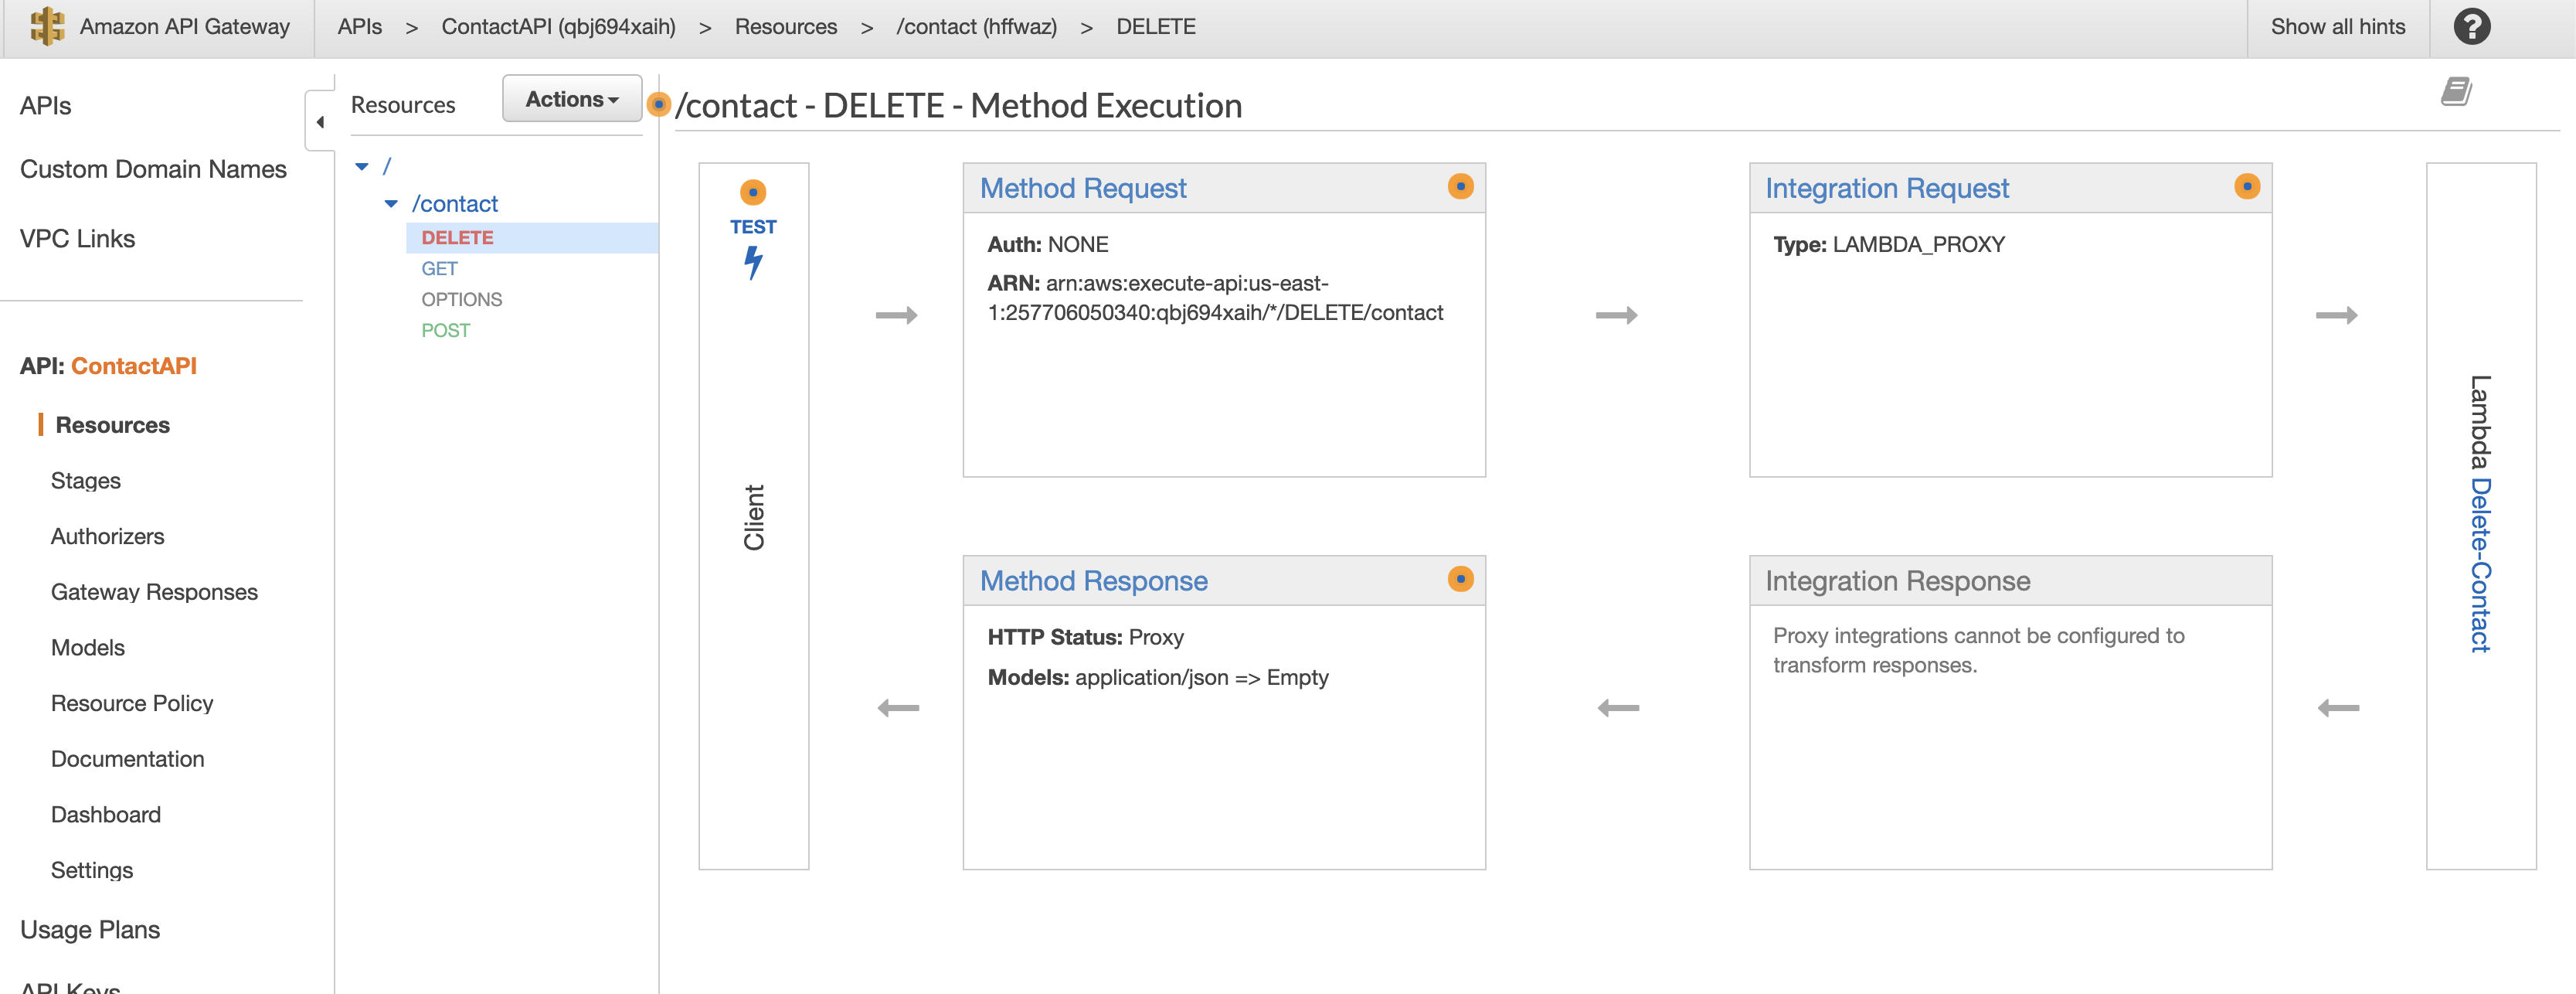 Amazon API Gateway
APIs > ContactAPI (qbj694xaih) > Resources > /contact (hffwaz) > DELETE
Show all hints
?
APIs
Custom Domain Names
VPC Links
API: ContactAPI
Resources
Stages
Authorizers
Gateway Responses
Models
Resource Policy
Documentation
Dashboard
Settings
Usage Plans
API Keys
Resources
Actions
/
/contact
DELETE
GET
OPTIONS
POST
/contact - DELETE - Method Execution
TEST
Client
Method Request
Auth: NONE
ARN: arn:aws:execute-api:us-east-
1:257706050340:qbj694xaih/*/DELETE/contact
Integration Request
Type: LAMBDA_PROXY
Lambda Delete-Contact
Method Response
HTTP Status: Proxy
Models: application/json => Empty
Integration Response
Proxy integrations cannot be configured to
transform responses.